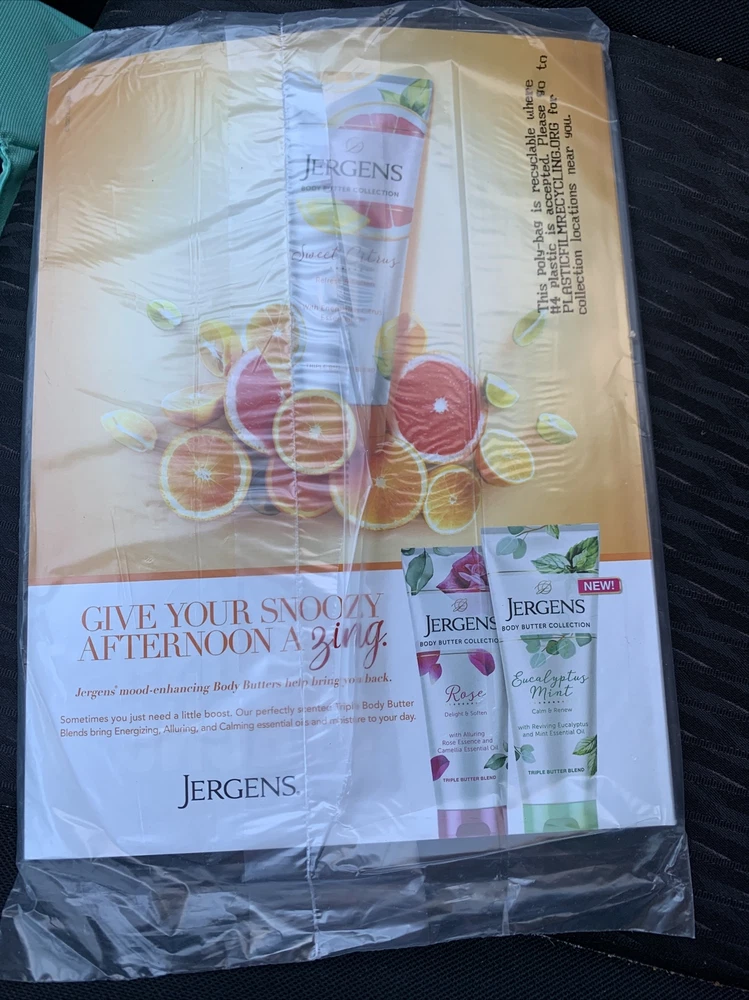 This poly-bag is recyclable where
#4 plastic is accepted. Please go to
PLASTICFILMRECYCLING.ORG for
collection locations near you.
JERGENS
BODY BUTTER COLLECTION
Sweet Citrus
GIVE YOUR SNOOZY
AFTERNOON A zing.
Jergens® mood-enhancing Body Butters help bring you back.
Sometimes you just need a little boost. Our perfectly scented Triple Body Butter
Blends bring Energizing, Alluring, and Calming essential oils and moisture to your day.
JERGENS®
JERGENS
BODY BUTTER COLLECTIO
Rose
Delight & Soften
with Alluring
Rose Essence and
Camellia Essential Oil
TRIPLE BUTTER BLEND
NEW!
JERGENS
BODY BUTTER COLLECTION
Eucalyptus
Mint
Calm & Renew
with Reviving Eucalyptus
and Mint Essential Oil
TRIPLE BUTTER BLEND